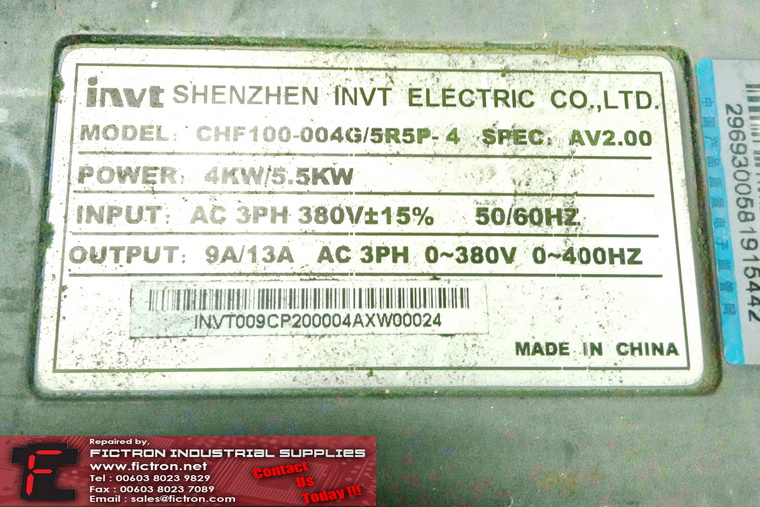 invt SHENZHEN INVT ELECTRIC CO.,LTD.
MODEL: CHF100-004G/5R5P-4 SPEC: AV2.00
POWER: 4KW/5.5KW
INPUT: AC 3PH 380V±15% 50/60HZ
OUTPUT: 9A/13A AC 3PH 0~380V 0~400HZ
INVT009CP200004AXW00024
MADE IN CHINA
2969300581915442
Repaired by,
FICTRON INDUSTRIAL SUPPLIES
www.fictron.net
Tel : 00603 8023 9829
Fax : 00603 8023 7089
Email : sales@fictron.com
Contact
Us
Today !!!